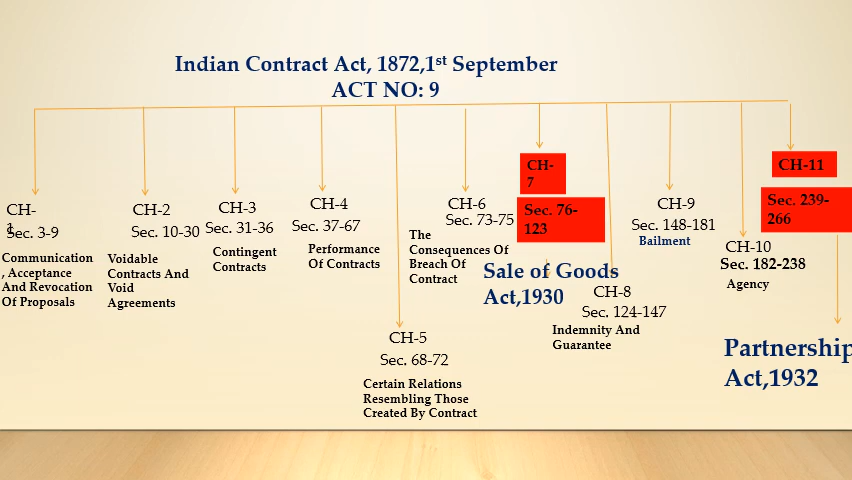 Indian Contract Act, 1872,1st September
ACT NO: 9
CH-
1
Sec. 3-9
Communication
, Acceptance
And Revocation
Of Proposals
CH-2
Sec. 10-30
Voidable
Contracts And
Void
Agreements
CH-3
Sec. 31-36
Contingent
Contracts
CH-4
Sec. 37-67
Performance
Of Contracts
CH-5
Sec. 68-72
Certain Relations
Resembling Those
Created By Contract
CH-6
Sec. 73-75
The
Consequences Of
Breach Of
Contract
CH-
7
Sec. 76-
123
Sale of Goods
Act,1930
CH-8
Sec. 124-147
Indemnity And
Guarantee
CH-9
Sec. 148-181
Bailment
CH-10
Sec. 182-238
Agency
CH-11
Sec. 239-
266
Partnership
Act,1932